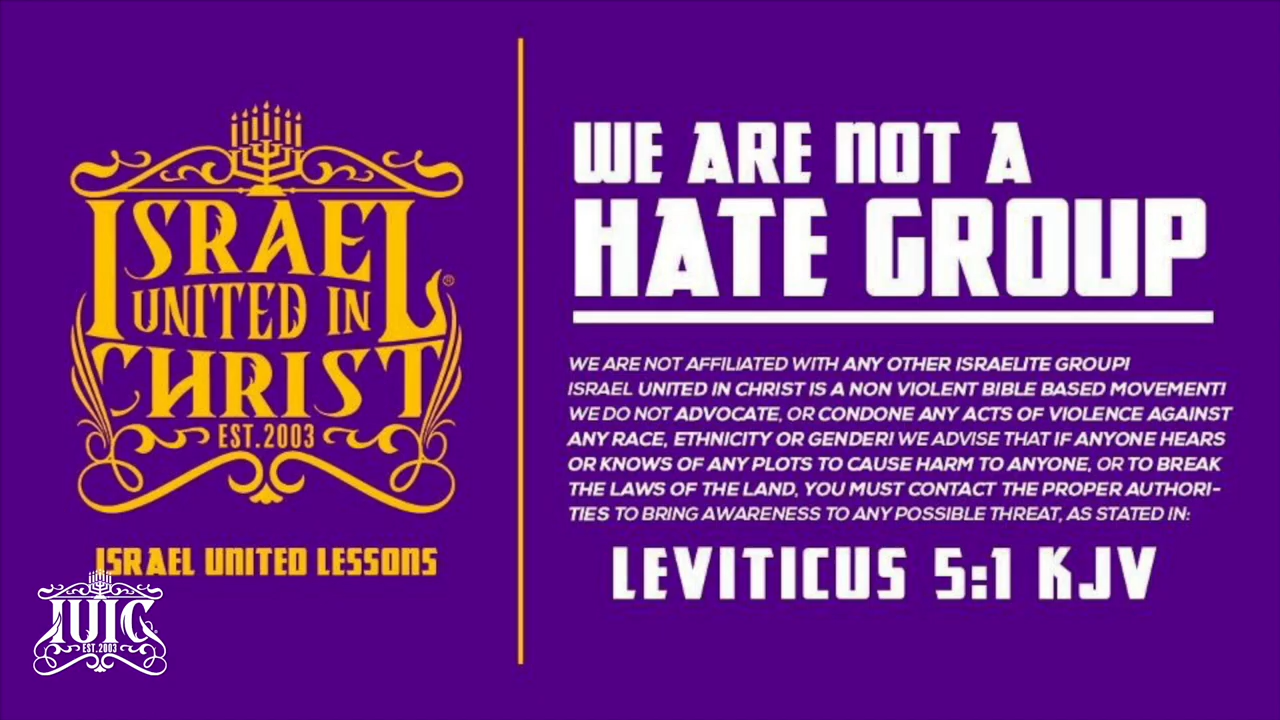 ISRAEL
UNITED IN
CHRIST
EST. 2003
®
ISRAEL UNITED LESSONS
IUIC
EST. 2003
WE ARE NOT A
HATE GROUP
WE ARE NOT AFFILIATED WITH ANY OTHER ISRAELITE GROUP!
ISRAEL UNITED IN CHRIST IS A NON VIOLENT BIBLE BASED MOVEMENT!
WE DO NOT ADVOCATE, OR CONDONE ANY ACTS OF VIOLENCE AGAINST
ANY RACE, ETHNICITY OR GENDER! WE ADVISE THAT IF ANYONE HEARS
OR KNOWS OF ANY PLOTS TO CAUSE HARM TO ANYONE, OR TO BREAK
THE LAWS OF THE LAND, YOU MUST CONTACT THE PROPER AUTHORI-
TIES TO BRING AWARENESS TO ANY POSSIBLE THREAT, AS STATED IN:
LEVITICUS 5:1 KJV